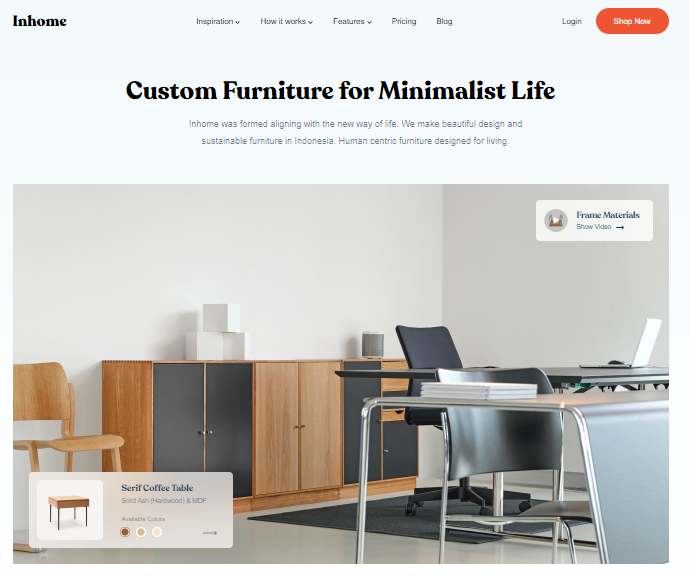 Inhome
Inspiration
How it works
Features
Pricing
Blog
Login
Shop Now
Custom Furniture for Minimalist Life
Inhome was formed aligning with the new way of life. We make beautiful design and
sustainable furniture in Indonesia. Human centric furniture designed for living.
Frame Materials
Show Video
Serif Coffee Table
Solid Ash (Hardwood) & MDF
Available Colors